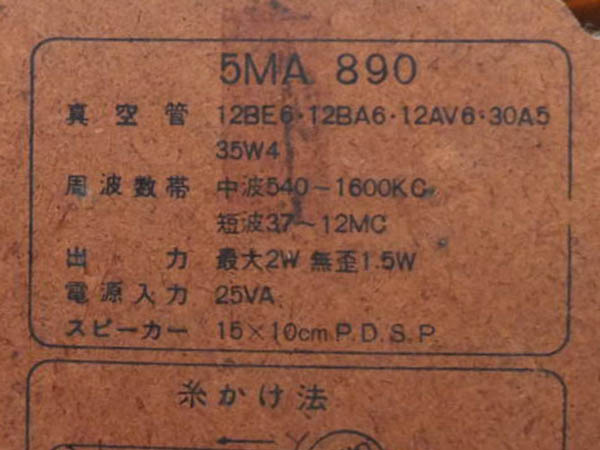 5MA 890
真空管 12BE6・12BA6・12AV6・30A5
35W4
周波数帯 中波540~1600KC
短波3.7~12MC
出力 最大2W 無歪1.5W
電源入力 25VA
スピーカー 15×10cm P.D.S.P
糸かけ法